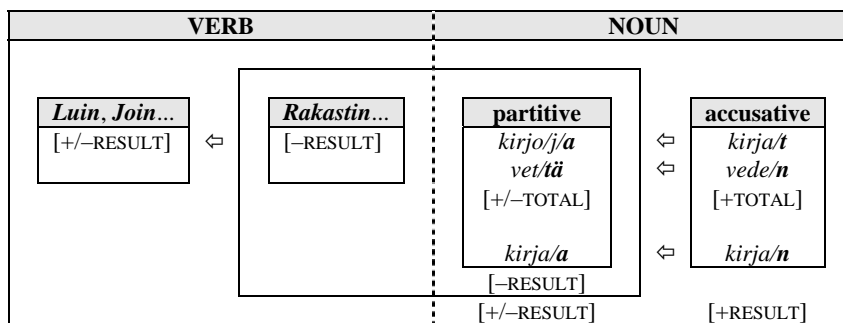 VERB NOUN
Luin, Join... Rakastin... partitive accusative
[+/–RESULT] ⇦ [–RESULT] kirjo/j/a ⇦ kirja/t
vet/tä ⇦ vede/n
[+/–TOTAL] [+TOTAL]
kirja/a ⇦ kirja/n
[–RESULT]
[+/–RESULT] [+RESULT]